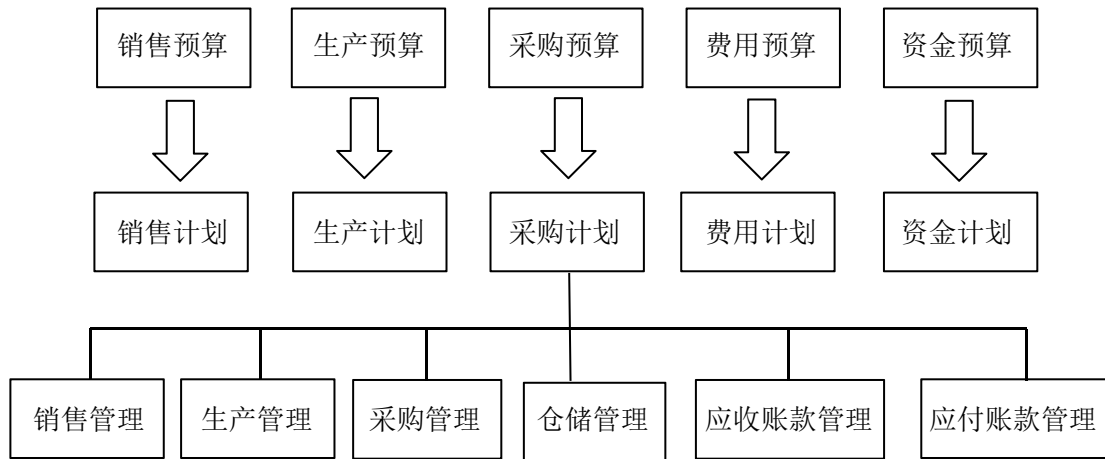 销售预算
生产预算
采购预算
费用预算
资金预算
销售计划
生产计划
采购计划
费用计划
资金计划
销售管理
生产管理
采购管理
仓储管理
应收账款管理
应付账款管理